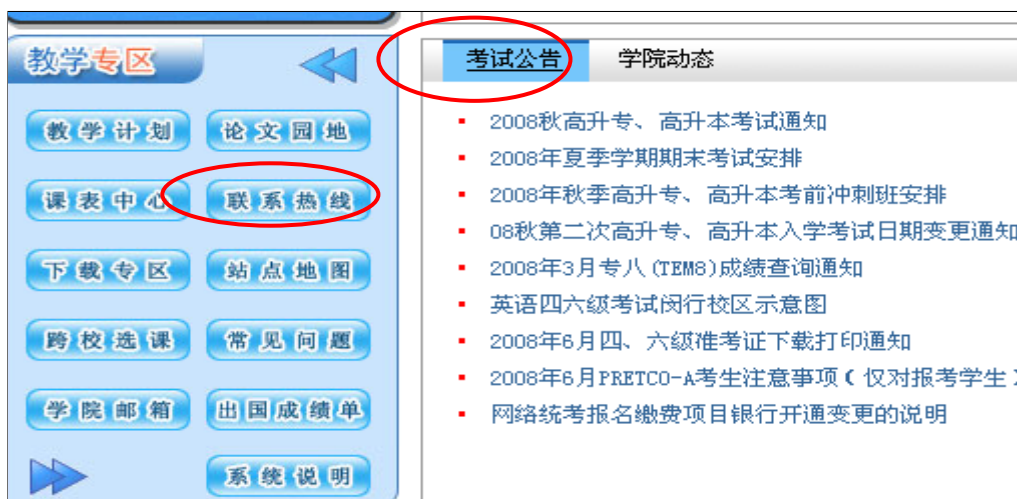 教学专区
教学计划 论文园地
课表中心 联系热线
下载专区 站点地图
跨校选课 常见问题
学院邮箱 出国成绩单
系统说明
考试公告 学院动态
2008秋高升专、高升本考试通知
2008年夏季学期期末考试安排
2008年秋季高升专、高升本考前冲刺班安排
08秋第二次高升专、高升本入学考试日期变更通知
2008年3月专八(TEM8)成绩查询通知
英语四六级考试闵行校区示意图
2008年6月四、六级准考证下载打印通知
2008年6月PRETCO-A考生注意事项(仅对报考学生)
网络统考报名缴费项目银行开通变更的说明